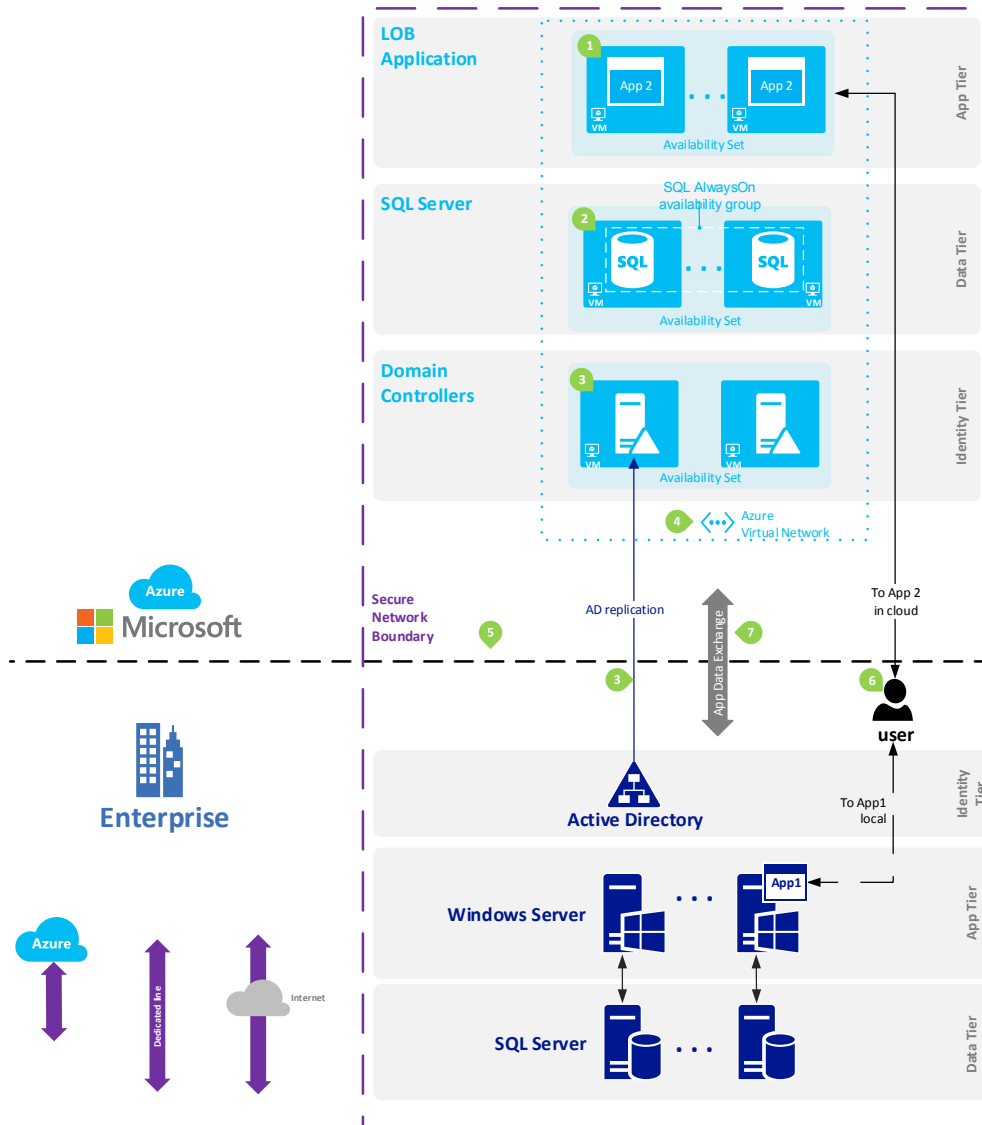 LOB
Application
1
App 2
App 2
VM
VM
Availability Set
App Tier
SQL AlwaysOn
availability group
SQL Server
2
SQL
SQL
VM
VM
Availability Set
Data Tier
Domain
Controllers
3
VM
VM
Availability Set
Identity Tier
4
Azure
Virtual Network
Azure
Microsoft
Secure
Network
Boundary
5
AD replication
App Data Exchange
7
To App 2
in cloud
3
6
user
Enterprise
Active Directory
To App1
local
Identity
Tier
Windows Server
App1
App Tier
SQL Server
Data Tier
Azure
Dedicated line
Internet